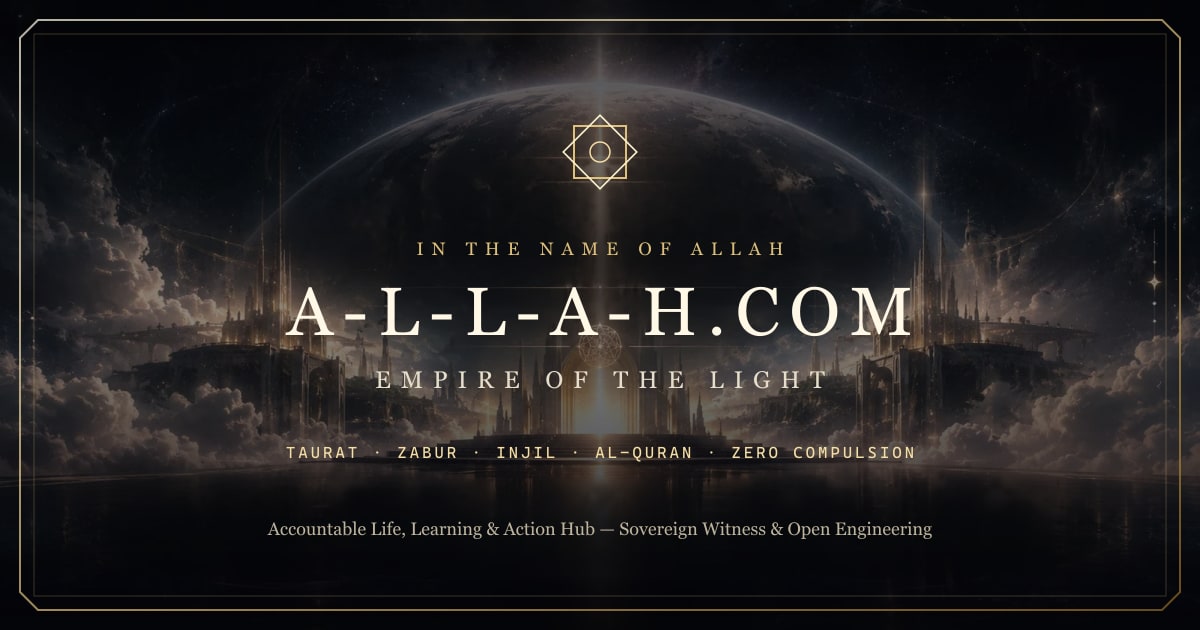 IN THE NAME OF ALLAH
A-L-L-A-H.COM
EMPIRE OF THE LIGHT
TAURAT · ZABUR · INJIL · AL-QURAN · ZERO COMPULSION
Accountable Life, Learning & Action Hub — Sovereign Witness & Open Engineering